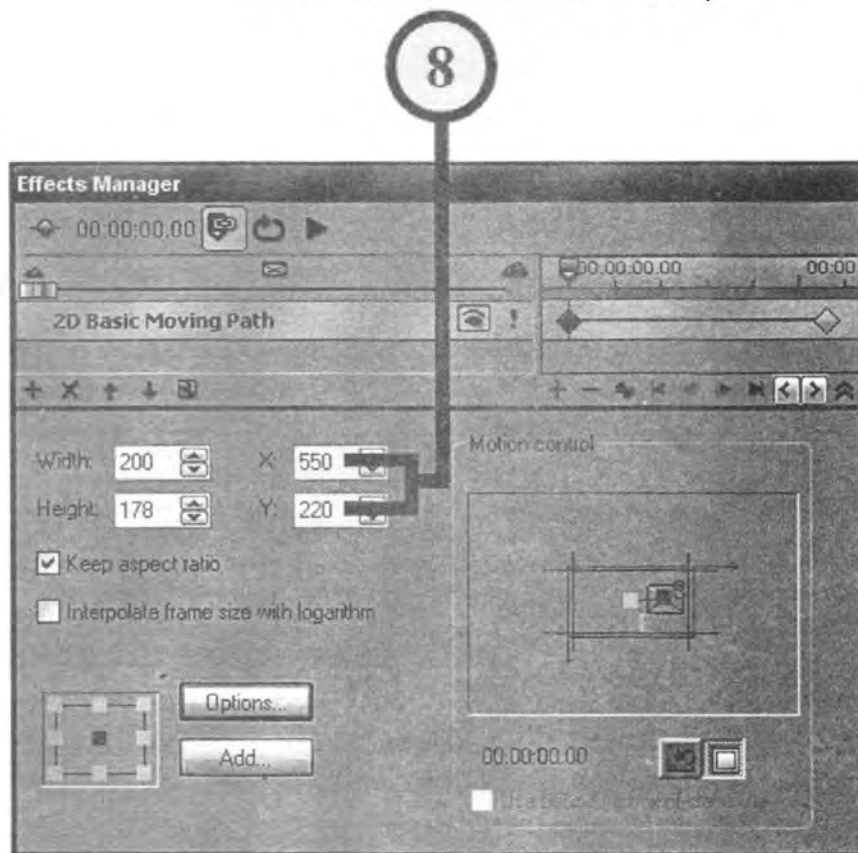 8
Effects Manager
00:00:00.00
00:00:00.00 00:00
2D Basic Moving Path
Width: 200 X: 550
Height: 178 Y: 220
Motion control
Keep aspect ratio
Interpolate frame size with logarithm
Options...
Add...
00:00:00.00